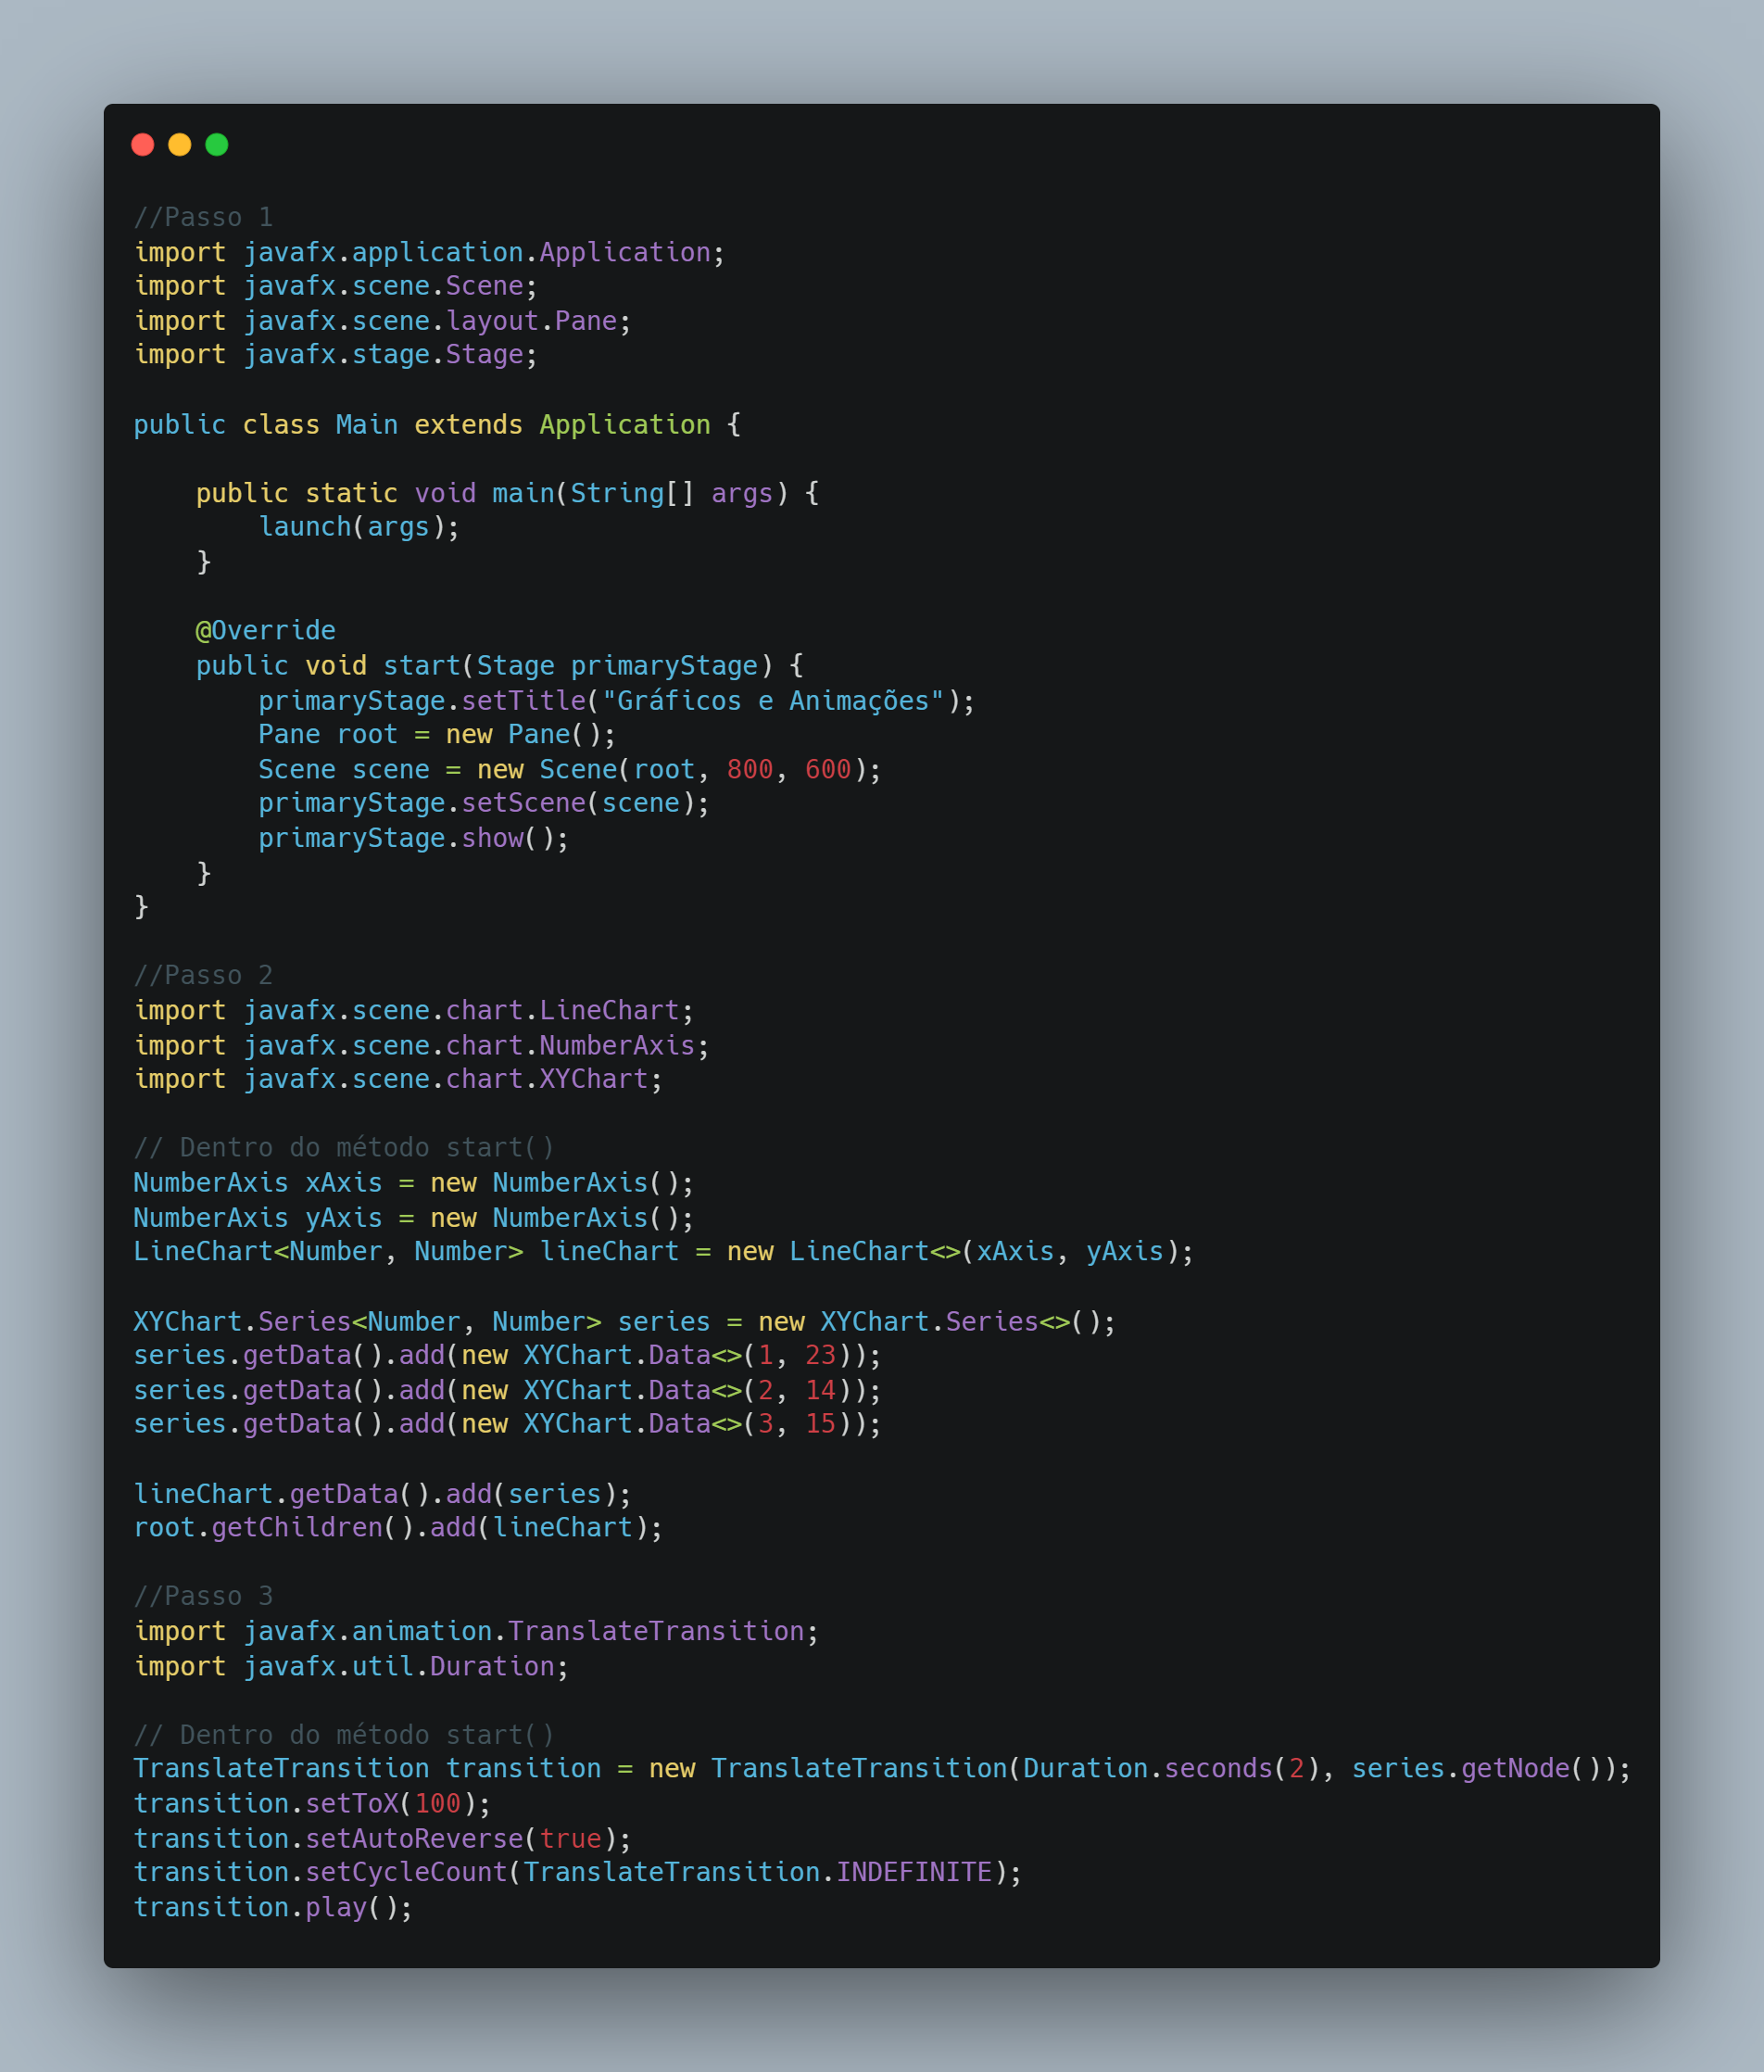 //Passo 1
import javafx.application.Application;
import javafx.scene.Scene;
import javafx.scene.layout.Pane;
import javafx.stage.Stage;

public class Main extends Application {

    public static void main(String[] args) {
        launch(args);
    }

    @Override
    public void start(Stage primaryStage) {
        primaryStage.setTitle("Gráficos e Animações");
        Pane root = new Pane();
        Scene scene = new Scene(root, 800, 600);
        primaryStage.setScene(scene);
        primaryStage.show();
    }
}

//Passo 2
import javafx.scene.chart.LineChart;
import javafx.scene.chart.NumberAxis;
import javafx.scene.chart.XYChart;

// Dentro do método start()
NumberAxis xAxis = new NumberAxis();
NumberAxis yAxis = new NumberAxis();
LineChart<Number, Number> lineChart = new LineChart<>(xAxis, yAxis);

XYChart.Series<Number, Number> series = new XYChart.Series<>();
series.getData().add(new XYChart.Data<>(1, 23));
series.getData().add(new XYChart.Data<>(2, 14));
series.getData().add(new XYChart.Data<>(3, 15));

lineChart.getData().add(series);
root.getChildren().add(lineChart);

//Passo 3
import javafx.animation.TranslateTransition;
import javafx.util.Duration;

// Dentro do método start()
TranslateTransition transition = new TranslateTransition(Duration.seconds(2), series.getNode());
transition.setToX(100);
transition.setAutoReverse(true);
transition.setCycleCount(TranslateTransition.INDEFINITE);
transition.play();